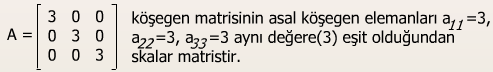 A = [ 3 0 0
0 3 0
0 0 3 ]
köşegen matrisinin asal köşegen elemanları a11=3,
a22=3, a33=3 aynı değere(3) eşit olduğundan
skalar matristir.